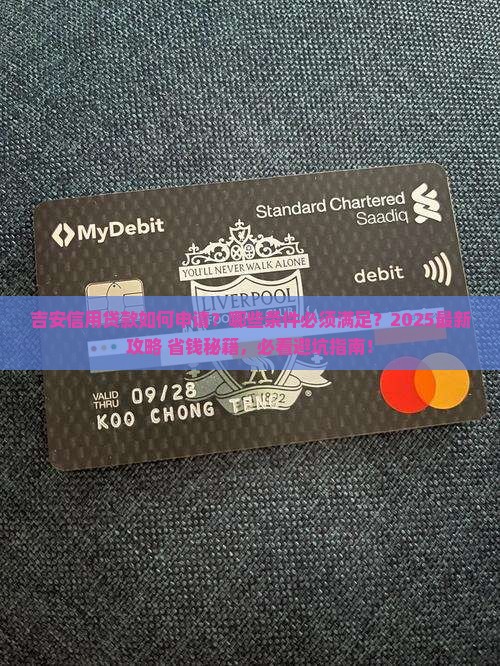 MyDebit
Standard Chartered
Saadiq
YOU'LL NEVER WALK ALONE
debit
LIVERPOOL
吉安信用贷款如何申请？哪些条件必须满足？2025最新
攻略 省钱秘籍，必看避坑指南！
VALID
THRU 09/28
KOO CHONG
1892